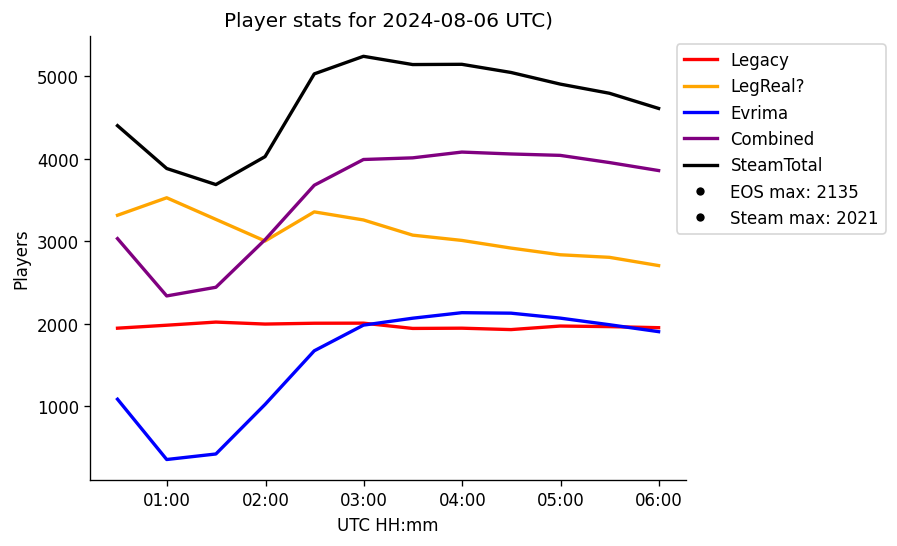 Player stats for 2024-08-06 UTC)
Legacy
LegReal?
Evrima
Combined
SteamTotal
EOS max: 2135
Steam max: 2021
Players
5000
4000
3000
2000
1000
01:00 02:00 03:00 04:00 05:00 06:00
UTC HH:mm